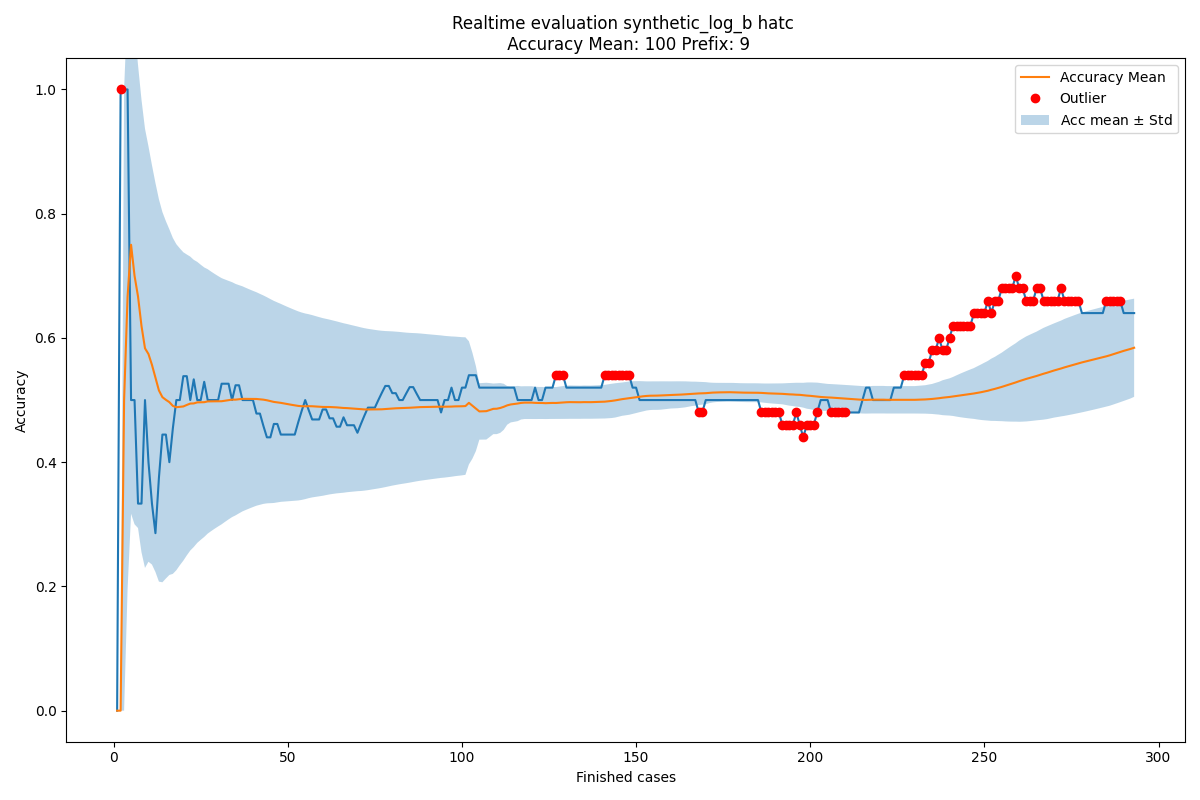 Realtime evaluation synthetic_log_b hatc
Accuracy Mean: 100 Prefix: 9
Accuracy Mean
Outlier
Acc mean ± Std
1.0
0.8
0.6
0.4
0.2
0.0
Accuracy
0
50
100
150
200
250
300
Finished cases